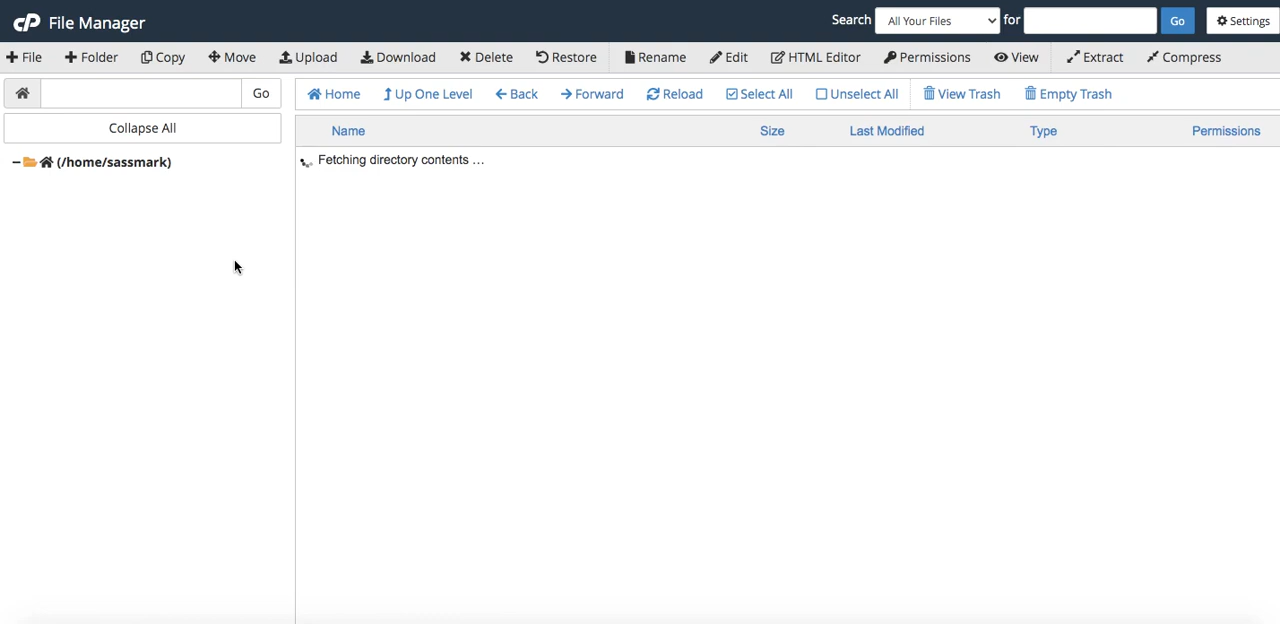 cP File Manager
Search All Your Files for Go Settings
File Folder Copy Move Upload Download Delete Restore Rename Edit HTML Editor Permissions View Extract Compress
Go Home Up One Level Back Forward Reload Select All Unselect All View Trash Empty Trash
Collapse All
Name Size Last Modified Type Permissions
(/home/sassmark)
Fetching directory contents ...